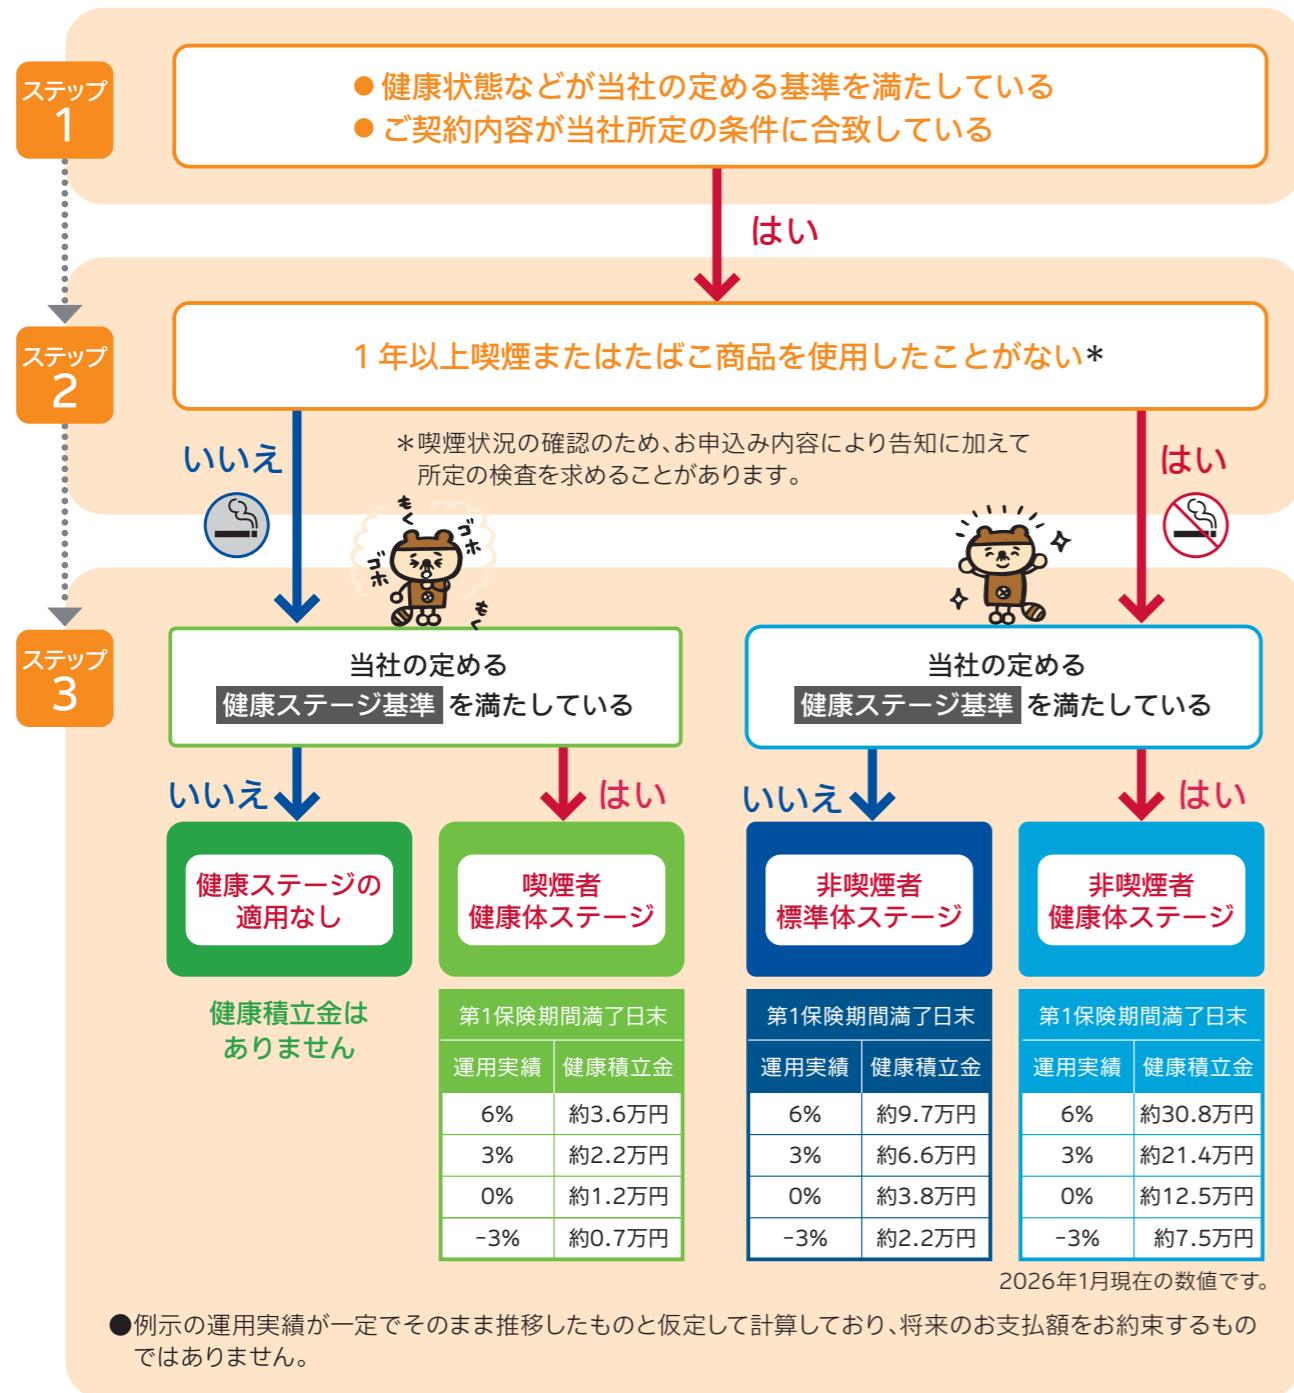 ステップ
1
●健康状態などが当社の定める基準を満たしている
●ご契約内容が当社所定の条件に合致している
はい
ステップ
2
1年以上喫煙またはたばこ商品を使用したことがない*
いいえ
*喫煙状況の確認のため、お申込み内容により告知に加えて
所定の検査を求めることがあります。
はい
もく
ゴホ
ゴホ
もく
ステップ
3
当社の定める
健康ステージ基準 を満たしている
当社の定める
健康ステージ基準 を満たしている
いいえ
はい
いいえ
はい
健康ステージの
適用なし
喫煙者
健康体ステージ
非喫煙者
標準体ステージ
非喫煙者
健康体ステージ
健康積立金は
ありません
第1保険期間満了日末
運用実績 健康積立金
6% 約3.6万円
3% 約2.2万円
0% 約1.2万円
-3% 約0.7万円
第1保険期間満了日末
運用実績 健康積立金
6% 約9.7万円
3% 約6.6万円
0% 約3.8万円
-3% 約2.2万円
第1保険期間満了日末
運用実績 健康積立金
6% 約30.8万円
3% 約21.4万円
0% 約12.5万円
-3% 約7.5万円
2026年1月現在の数値です。
●例示の運用実績が一定でそのまま推移したものと仮定して計算しており、将来のお支払額をお約束するもの
ではありません。